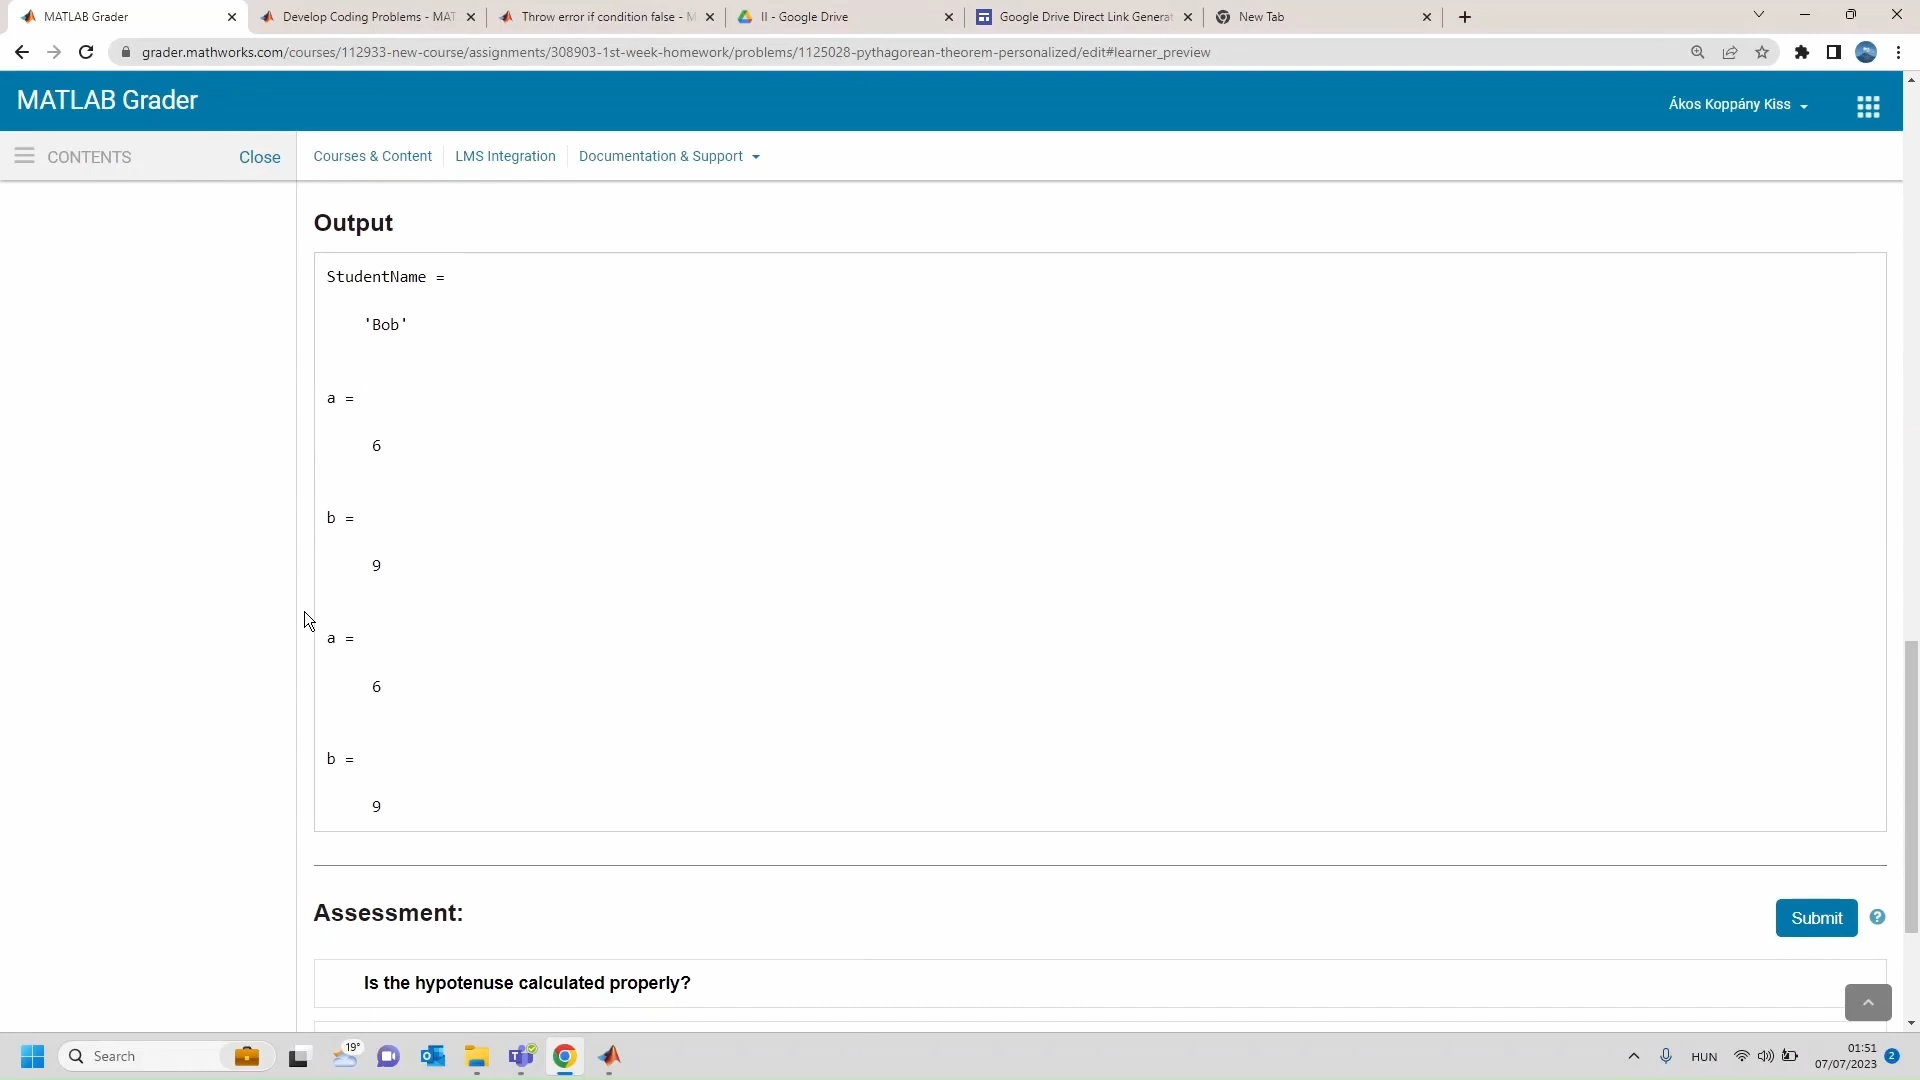 MATLAB Grader
Develop Coding Problems - MAT
Throw error if condition false - M
II - Google Drive
Google Drive Direct Link Generat
New Tab
grader.mathworks.com/courses/112933-new-course/assignments/308903-1st-week-homework/problems/1125028-pythagorean-theorem-personalized/edit#learner_preview
MATLAB Grader
Ákos Koppány Kiss
CONTENTS
Close
Courses & Content
LMS Integration
Documentation & Support
Output
StudentName =
'Bob'
a =
6
b =
9
a =
6
b =
9
Assessment:
Submit
?
Is the hypotenuse calculated properly?
Search
19°
HUN
01:51
07/07/2023
2